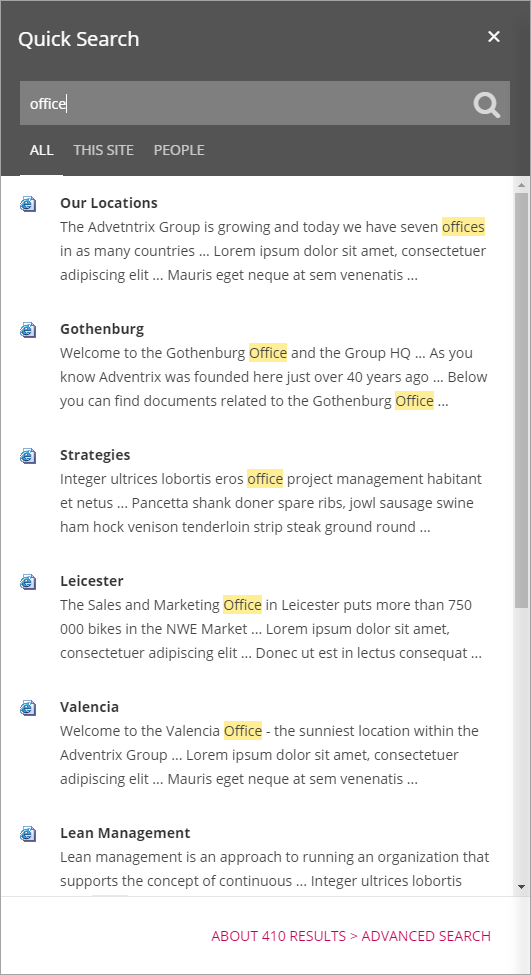 Quick Search
office
ALL THIS SITE PEOPLE
Our Locations
The Advetntrix Group is growing and today we have seven offices
in as many countries ... Lorem ipsum dolor sit amet, consectetuer
adipiscing elit ... Mauris eget neque at sem venenatis ...
Gothenburg
Welcome to the Gothenburg Office and the Group HQ ... As you
know Adventrix was founded here just over 40 years ago ... Below
you can find documents related to the Gothenburg Office ...
Strategies
Integer ultrices lobortis eros office project management habitant
et netus ... Pancetta shank doner spare ribs, jowl sausage swine
ham hock venison tenderloin strip steak ground round ...
Leicester
The Sales and Marketing Office in Leicester puts more than 750
000 bikes in the NWE Market ... Lorem ipsum dolor sit amet,
consectetuer adipiscing elit ... Donec ut est in lectus consequat ...
Valencia
Welcome to the Valencia Office - the sunniest location within the
Adventrix Group ... Lorem ipsum dolor sit amet, consectetuer
adipiscing elit ... Mauris eget neque at sem venenatis ...
Lean Management
Lean management is an approach to running an organization that
supports the concept of continuous ... Integer ultrices lobortis
ABOUT 410 RESULTS > ADVANCED SEARCH